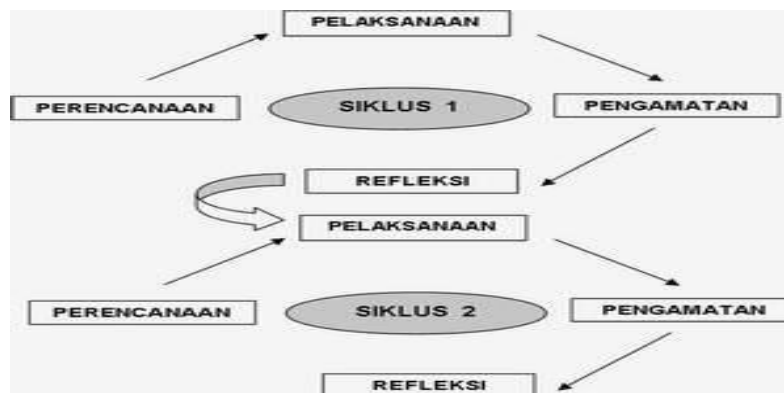 PELAKSANAAN
PERENCANAAN
SIKLUS 1
PENGAMATAN
REFLEKSI
PELAKSANAAN
PERENCANAAN
SIKLUS 2
PENGAMATAN
REFLEKSI